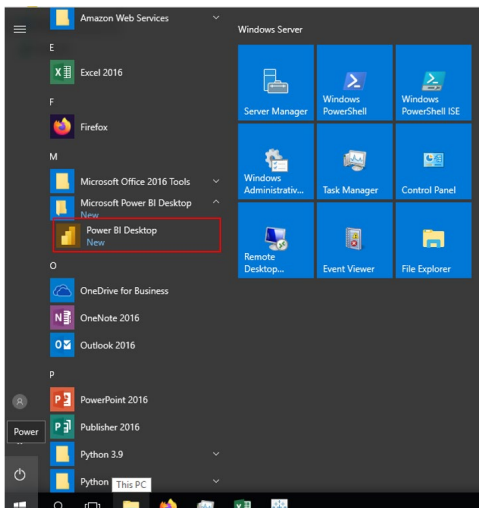 Amazon Web Services
E
Excel 2016
F
Firefox
M
Microsoft Office 2016 Tools
Microsoft Power BI Desktop
New
Power BI Desktop
New
O
OneDrive for Business
OneNote 2016
Outlook 2016
P
PowerPoint 2016
Publisher 2016
Python 3.9
Python
This PC
Power
Windows Server
Server Manager
Windows
PowerShell
Windows
PowerShell ISE
Windows
Administrativ...
Task Manager
Control Panel
Remote
Desktop...
Event Viewer
File Explorer